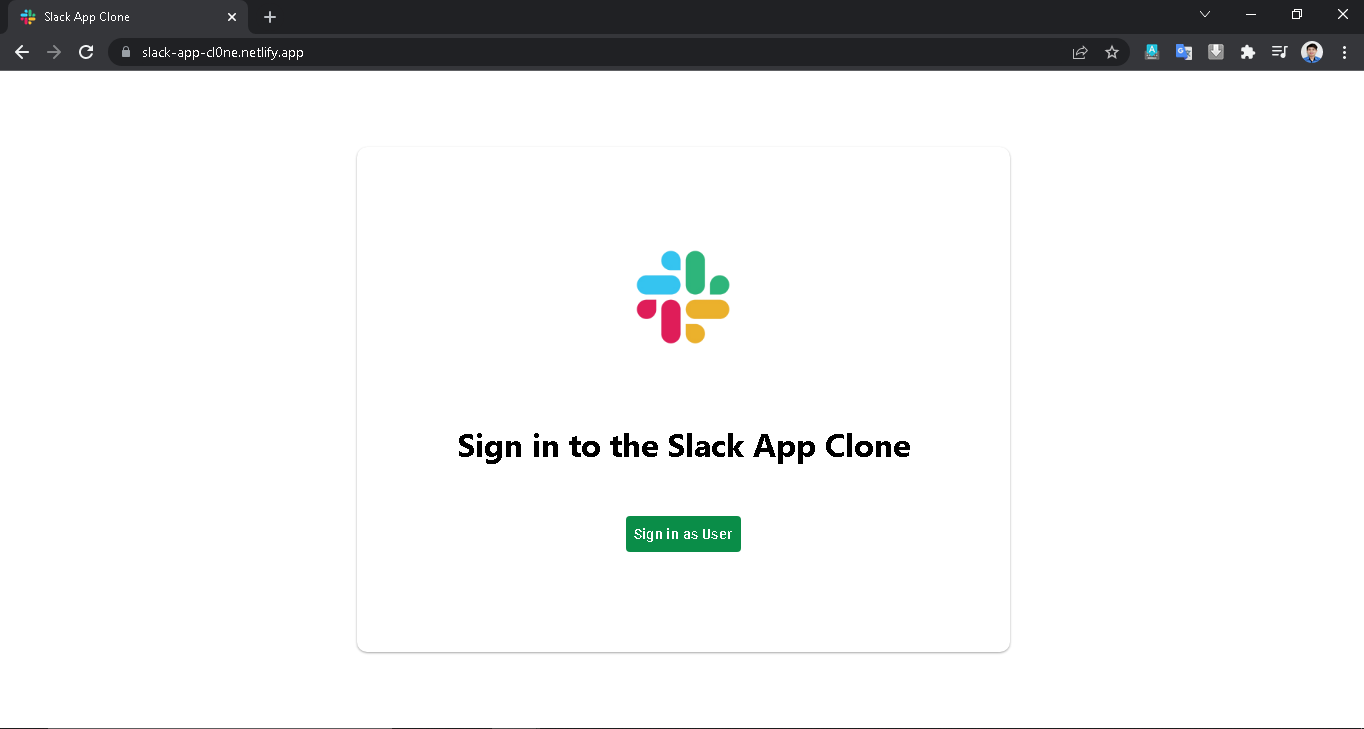 Slack App Clone
slack-app-cl0ne.netlify.app
Sign in to the Slack App Clone
Sign in as User